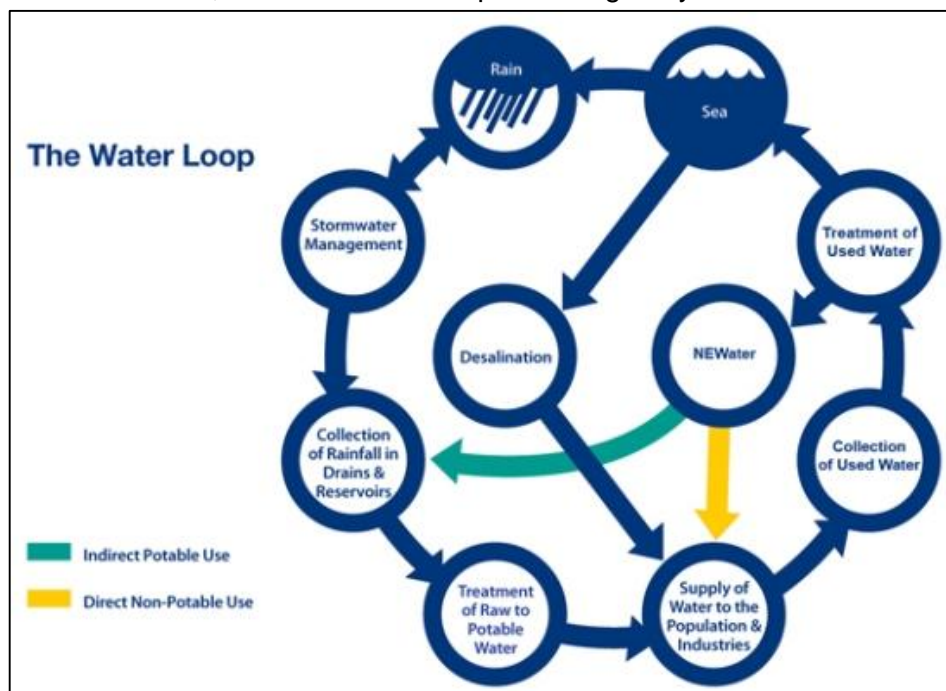 Rain
Sea
The Water Loop
Stormwater
Management
Treatment of
Used Water
Desalination
NEWater
Collection
of Rainfall in
Drains &
Reservoirs
Collection
of Used Water
Indirect Potable Use
Direct Non-Potable Use
Treatment
of Raw to
Potable
Water
Supply of
Water to the
Population &
Industries